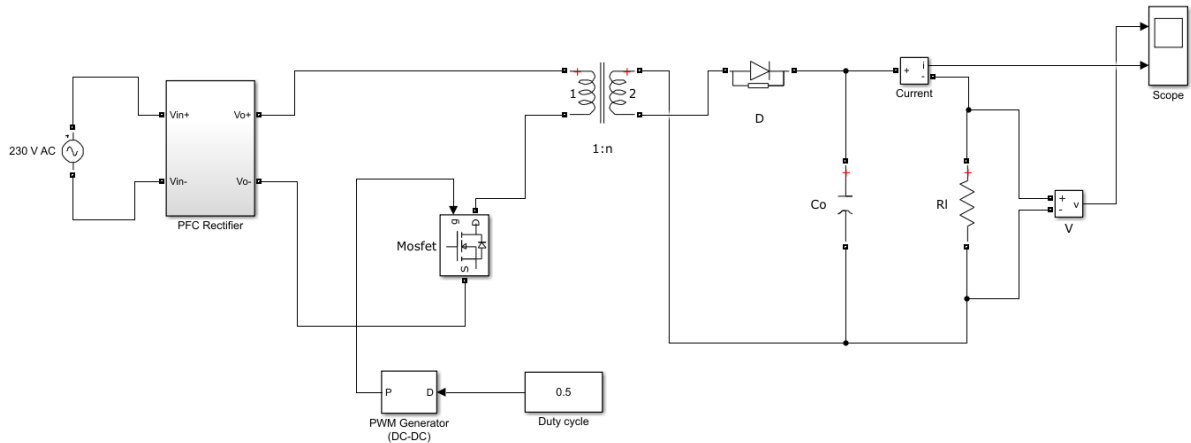 230 V AC
Vin+
Vin-
Vo+
Vo-
PFC Rectifier
1
2
1:n
D
+
i
-
Current
Scope
g
D
S
Mosfet
Co
Rl
+
-
v
V
P
D
PWM Generator
(DC-DC)
0.5
Duty cycle